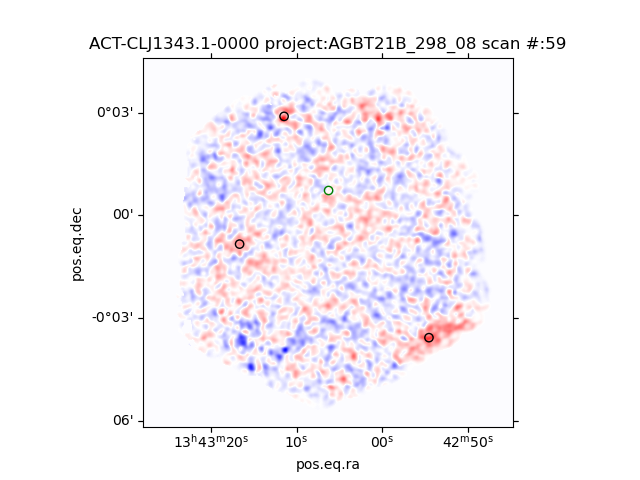 ACT-CLJ1343.1-0000 project:AGBT21B_298_08 scan #:59
pos.eq.dec
0°03'
00'
-0°03'
06'
13ʰ43ᵐ20ˢ 10ˢ 00ˢ 42ᵐ50ˢ
pos.eq.ra